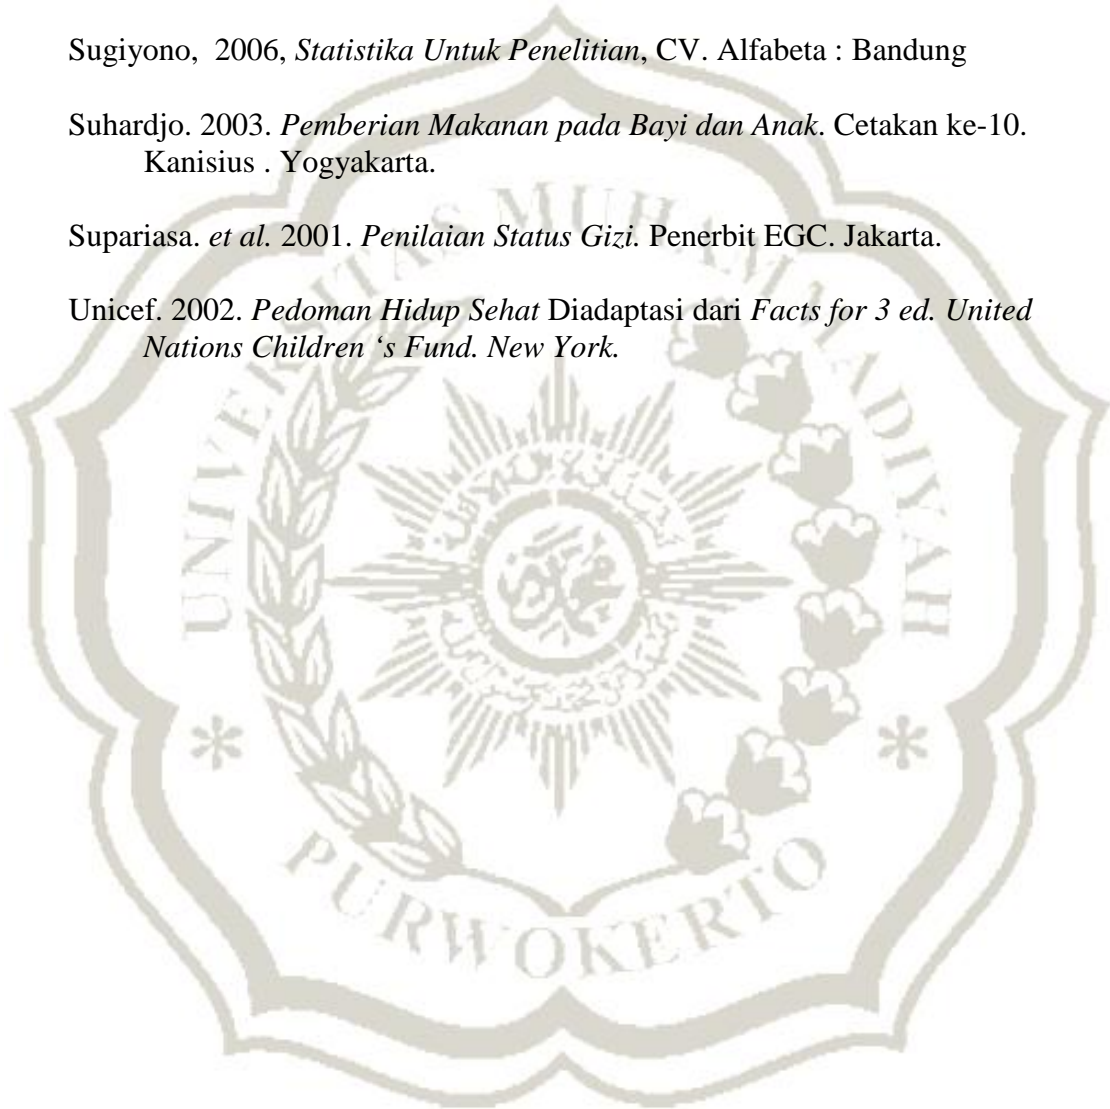 Sugiyono, 2006, Statistika Untuk Penelitian, CV. Alfabeta : Bandung
Suhardjo. 2003. Pemberian Makanan pada Bayi dan Anak. Cetakan ke-10.
Kanisius . Yogyakarta.
Supariasa. et al. 2001. Penilaian Status Gizi. Penerbit EGC. Jakarta.
Unicef. 2002. Pedoman Hidup Sehat Diadaptasi dari Facts for 3 ed. United
Nations Children ‘s Fund. New York.
UNIVERSITAS MUHAMMADIYAH
PURWOKERTO